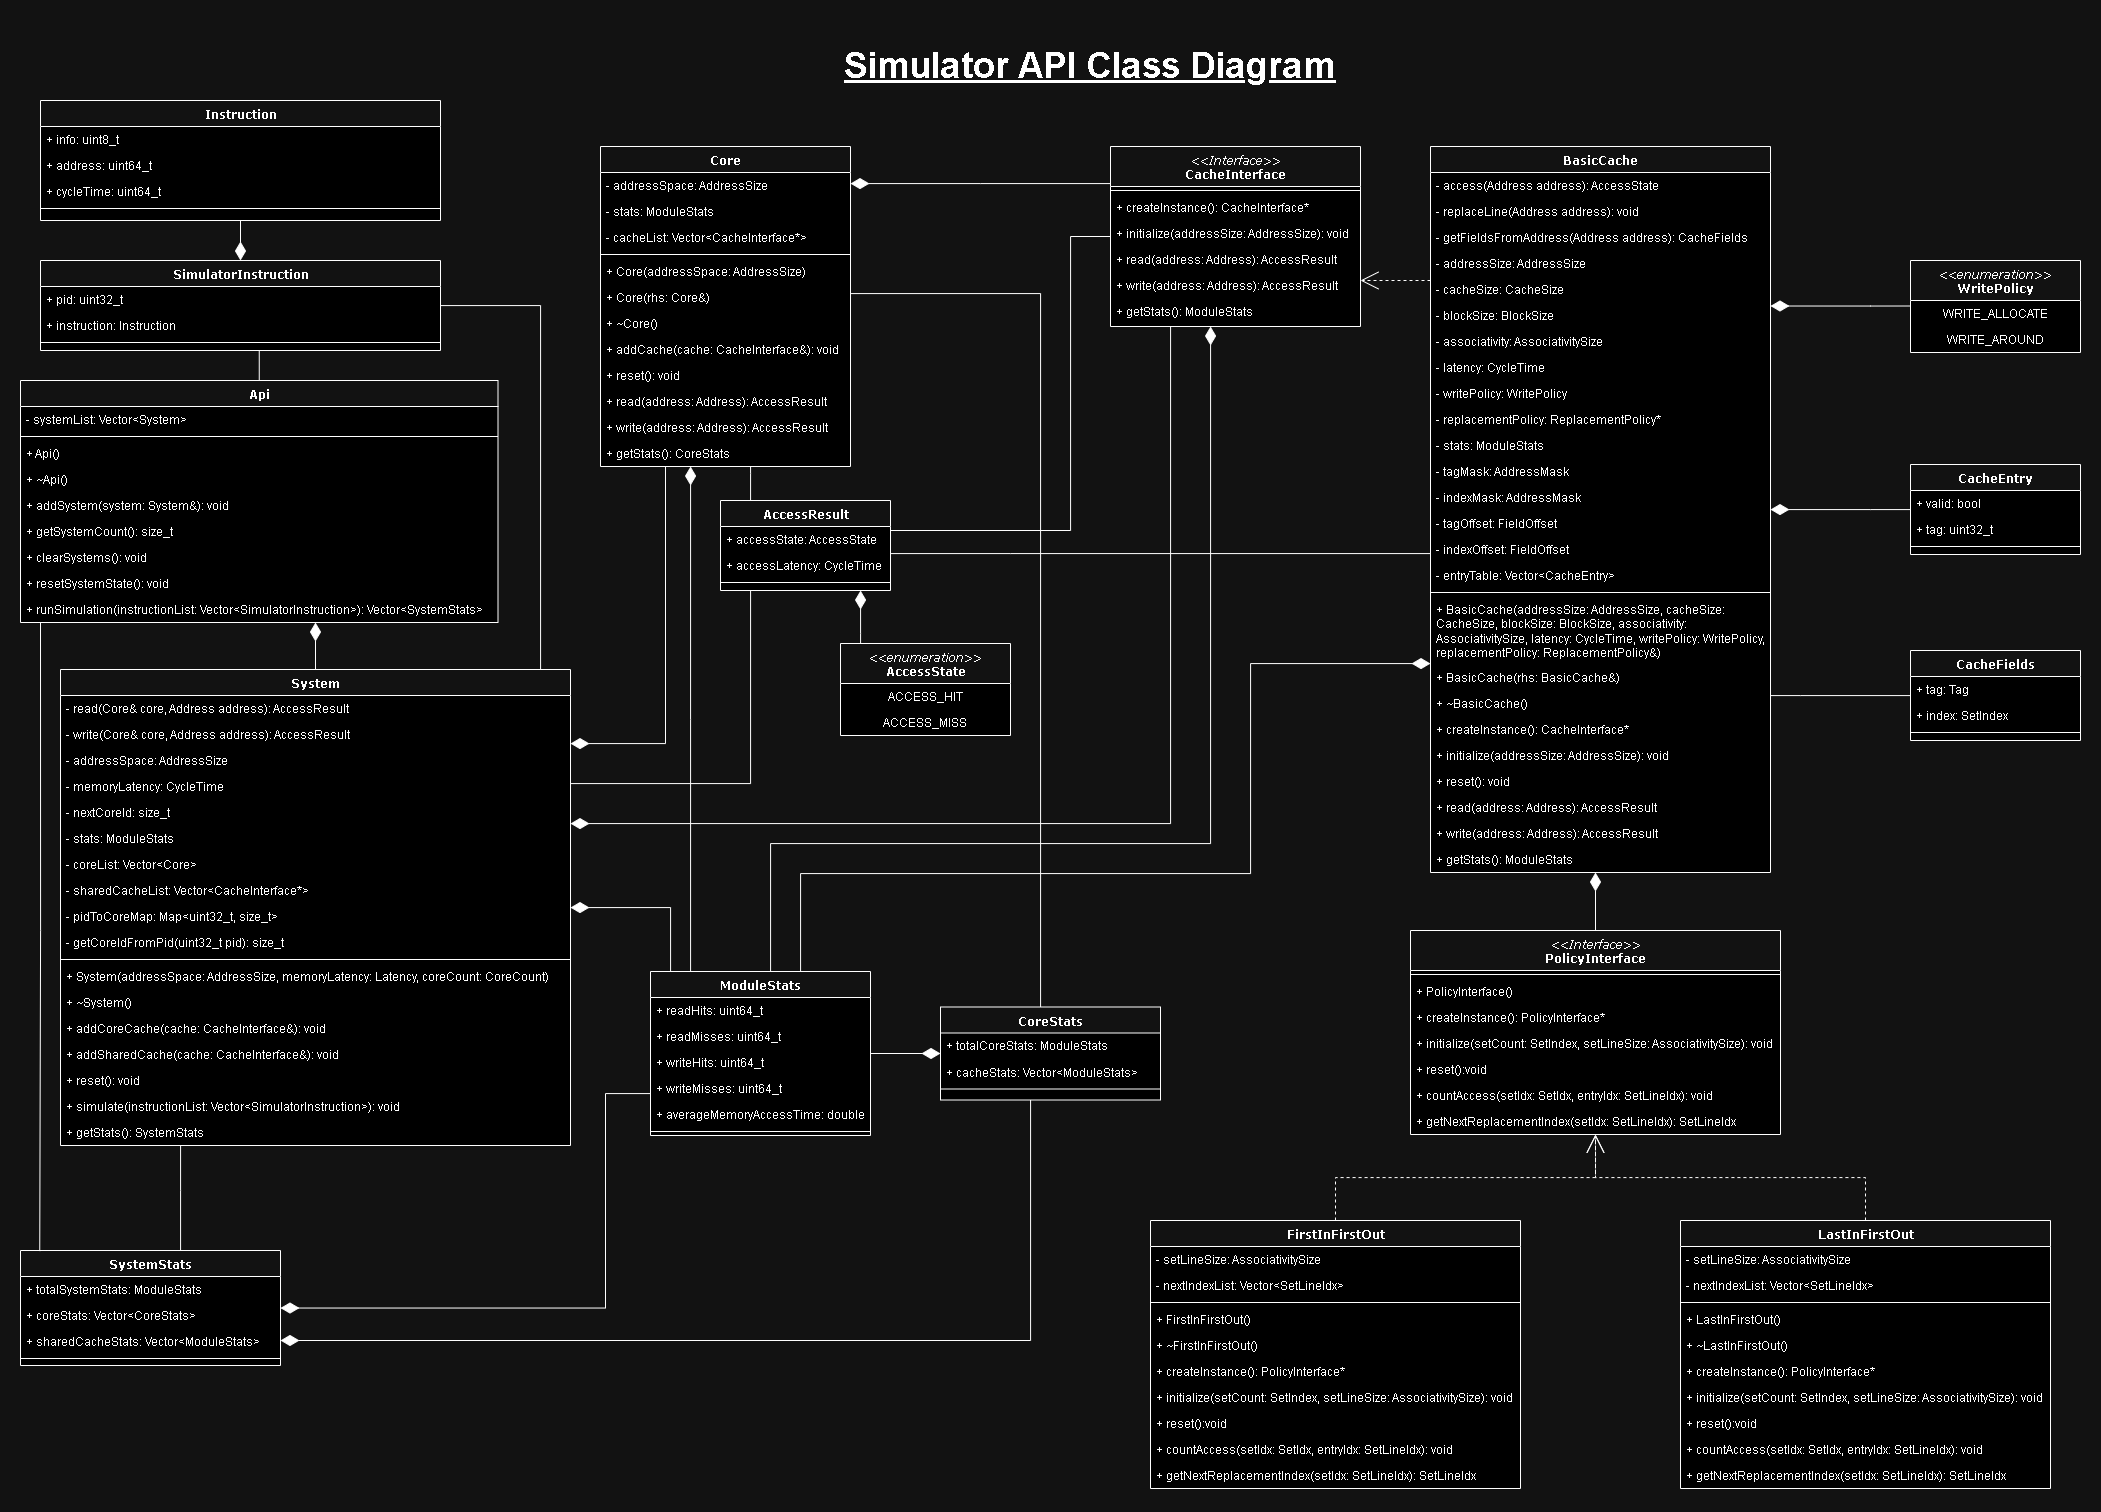 Simulator API Class Diagram
Instruction
+ info: uint8_t
+ address: uint64_t
+ cycleTime: uint64_t
SimulatorInstruction
+ pid: uint32_t
+ instruction: Instruction
Api
- systemList: Vector<System>
+ Api()
+ ~Api()
+ addSystem(system: System&): void
+ getSystemCount(): size_t
+ clearSystems(): void
+ resetSystemState(): void
+ runSimulation(instructionList: Vector<SimulatorInstruction>): Vector<SystemStats>
System
- read(Core& core, Address address): AccessResult
- write(Core& core, Address address): AccessResult
- addressSpace: AddressSize
- memoryLatency: CycleTime
- nextCoreId: size_t
- stats: ModuleStats
- coreList: Vector<Core>
- sharedCacheList: Vector<CacheInterface*>
- pidToCoreMap: Map<uint32_t, size_t>
- getCoreIdFromPid(uint32_t pid): size_t
+ System(addressSpace: AddressSize, memoryLatency: Latency, coreCount: CoreCount)
+ ~System()
+ addCoreCache(cache: CacheInterface&): void
+ addSharedCache(cache: CacheInterface&): void
+ reset(): void
+ simulate(instructionList: Vector<SimulatorInstruction>): void
+ getStats(): SystemStats
SystemStats
+ totalSystemStats: ModuleStats
+ coreStats: Vector<CoreStats>
+ sharedCacheStats: Vector<ModuleStats>
Core
- addressSpace: AddressSize
- stats: ModuleStats
- cacheList: Vector<CacheInterface*>
+ Core(addressSpace: AddressSize)
+ Core(rhs: Core&)
+ ~Core()
+ addCache(cache: CacheInterface&): void
+ reset(): void
+ read(address: Address): AccessResult
+ write(address: Address): AccessResult
+ getStats(): CoreStats
AccessResult
+ accessState: AccessState
+ accessLatency: CycleTime
<<enumeration>>
AccessState
ACCESS_HIT
ACCESS_MISS
ModuleStats
+ readHits: uint64_t
+ readMisses: uint64_t
+ writeHits: uint64_t
+ writeMisses: uint64_t
+ averageMemoryAccessTime: double
CoreStats
+ totalCoreStats: ModuleStats
+ cacheStats: Vector<ModuleStats>
<<Interface>>
CacheInterface
+ createInstance(): CacheInterface*
+ initialize(addressSize: AddressSize): void
+ read(address: Address): AccessResult
+ write(address: Address): AccessResult
+ getStats(): ModuleStats
BasicCache
- access(Address address): AccessState
- replaceLine(Address address): void
- getFieldsFromAddress(Address address): CacheFields
- addressSize: AddressSize
- cacheSize: CacheSize
- blockSize: BlockSize
- associativity: AssociativitySize
- latency: CycleTime
- writePolicy: WritePolicy
- replacementPolicy: ReplacementPolicy*
- stats: ModuleStats
- tagMask: AddressMask
- indexMask: AddressMask
- tagOffset: FieldOffset
- indexOffset: FieldOffset
- entryTable: Vector<CacheEntry>
+ BasicCache(addressSize: AddressSize, cacheSize:
CacheSize, blockSize: BlockSize, associativity:
AssociativitySize, latency: CycleTime, writePolicy: WritePolicy,
replacementPolicy: ReplacementPolicy&)
+ BasicCache(rhs: BasicCache&)
+ ~BasicCache()
+ createInstance(): CacheInterface*
+ initialize(addressSize: AddressSize): void
+ reset(): void
+ read(address: Address): AccessResult
+ write(address: Address): AccessResult
+ getStats(): ModuleStats
<<enumeration>>
WritePolicy
WRITE_ALLOCATE
WRITE_AROUND
CacheEntry
+ valid: bool
+ tag: uint32_t
CacheFields
+ tag: Tag
+ index: SetIndex
<<Interface>>
PolicyInterface
+ PolicyInterface()
+ createInstance(): PolicyInterface*
+ initialize(setCount: SetIndex, setLineSize: AssociativitySize): void
+ reset():void
+ countAccess(setIdx: SetIdx, entryIdx: SetLineIdx): void
+ getNextReplacementIndex(setIdx: SetLineIdx): SetLineIdx
FirstInFirstOut
- setLineSize: AssociativitySize
- nextIndexList: Vector<SetLineIdx>
+ FirstInFirstOut()
+ ~FirstInFirstOut()
+ createInstance(): PolicyInterface*
+ initialize(setCount: SetIndex, setLineSize: AssociativitySize): void
+ reset():void
+ countAccess(setIdx: SetIdx, entryIdx: SetLineIdx): void
+ getNextReplacementIndex(setIdx: SetLineIdx): SetLineIdx
LastInFirstOut
- setLineSize: AssociativitySize
- nextIndexList: Vector<SetLineIdx>
+ LastInFirstOut()
+ ~LastInFirstOut()
+ createInstance(): PolicyInterface*
+ initialize(setCount: SetIndex, setLineSize: AssociativitySize): void
+ reset():void
+ countAccess(setIdx: SetIdx, entryIdx: SetLineIdx): void
+ getNextReplacementIndex(setIdx: SetLineIdx): SetLineIdx